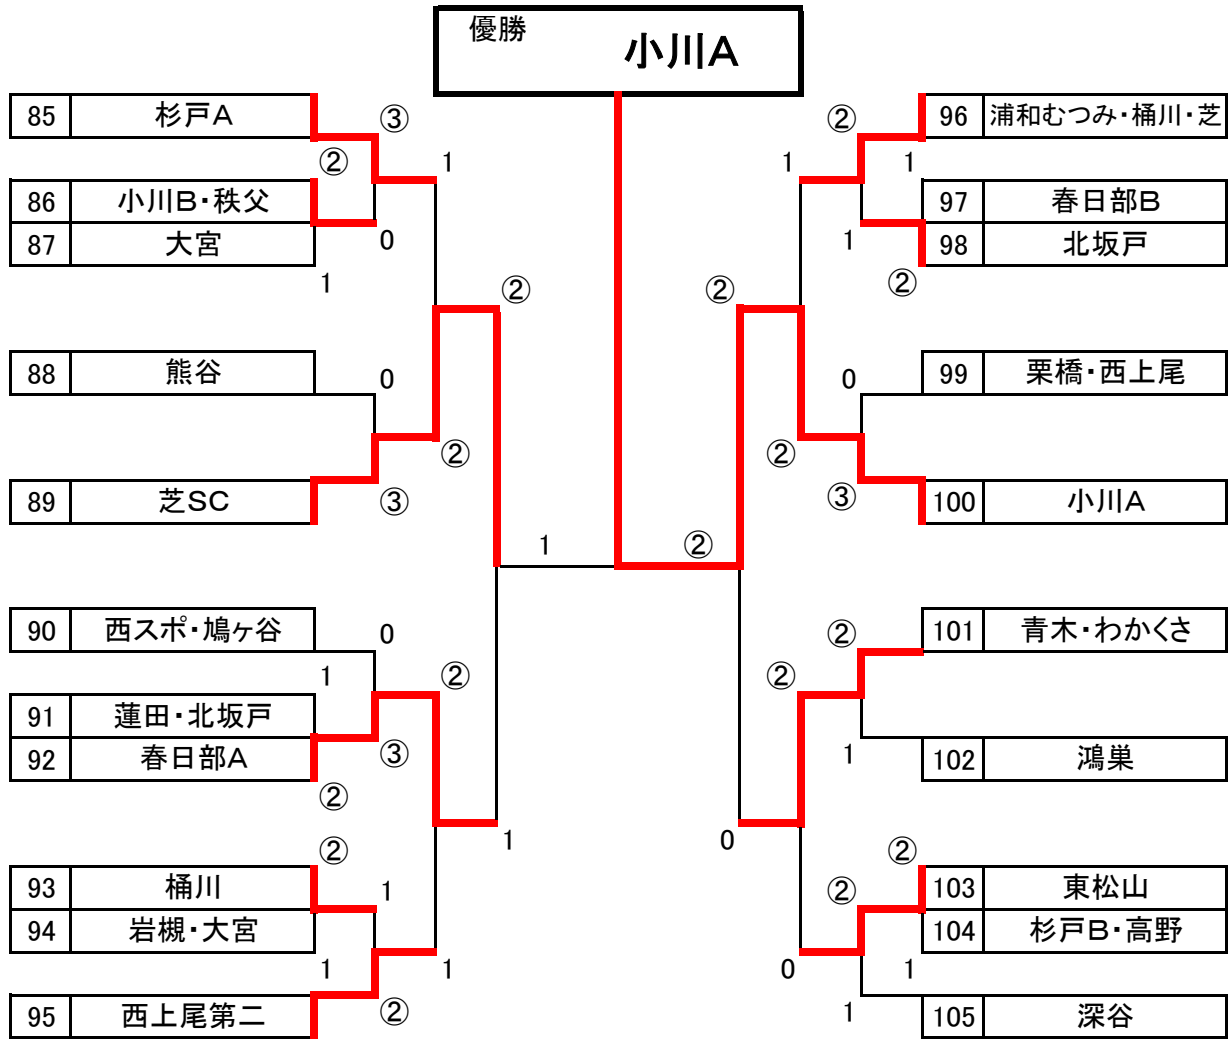 優勝
小川A
85 杉戸A
③
②
1
86 小川B・秩父
87 大宮
0
1
②
88 熊谷
0
②
89 芝SC
③
1
90 西スポ・鳩ヶ谷
0
1
②
91 蓮田・北坂戸
92 春日部A
③
②
②
1
93 桶川
1
94 岩槻・大宮
1
1
95 西上尾第二
②
②
96 浦和むつみ・桶川・芝
1
1
97 春日部B
98 北坂戸
1
②
②
0
99 栗橋・西上尾
②
③
100 小川A
②
②
101 青木・わかくさ
②
1
102 鴻巣
0
②
②
103 東松山
104 杉戸B・高野
0
1
1
105 深谷